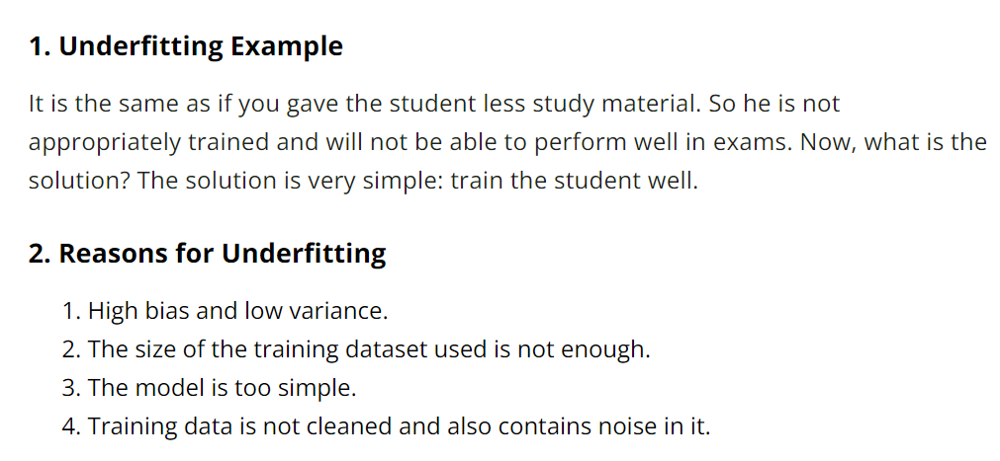 1. Underfitting Example
It is the same as if you gave the student less study material. So he is not
appropriately trained and will not be able to perform well in exams. Now, what is the
solution? The solution is very simple: train the student well.
2. Reasons for Underfitting
1. High bias and low variance.
2. The size of the training dataset used is not enough.
3. The model is too simple.
4. Training data is not cleaned and also contains noise in it.